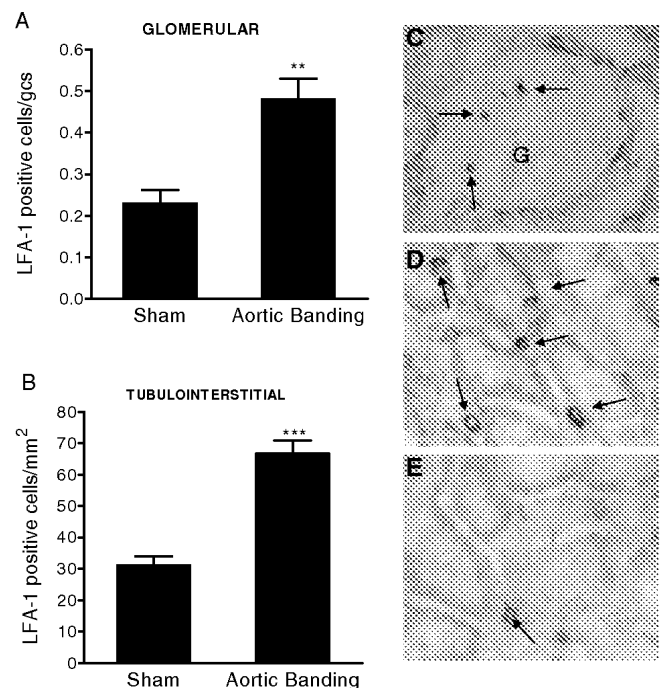 A
GLOMERULAR
LFA-1 positive cells/gcs
0.6
0.5
0.4
0.3
0.2
0.1
0.0
**
Sham Aortic Banding
B
TUBULOINTERSTITIAL
LFA-1 positive cells/mm²
80
70
60
50
40
30
20
10
0
***
Sham Aortic Banding
C
G
D
E